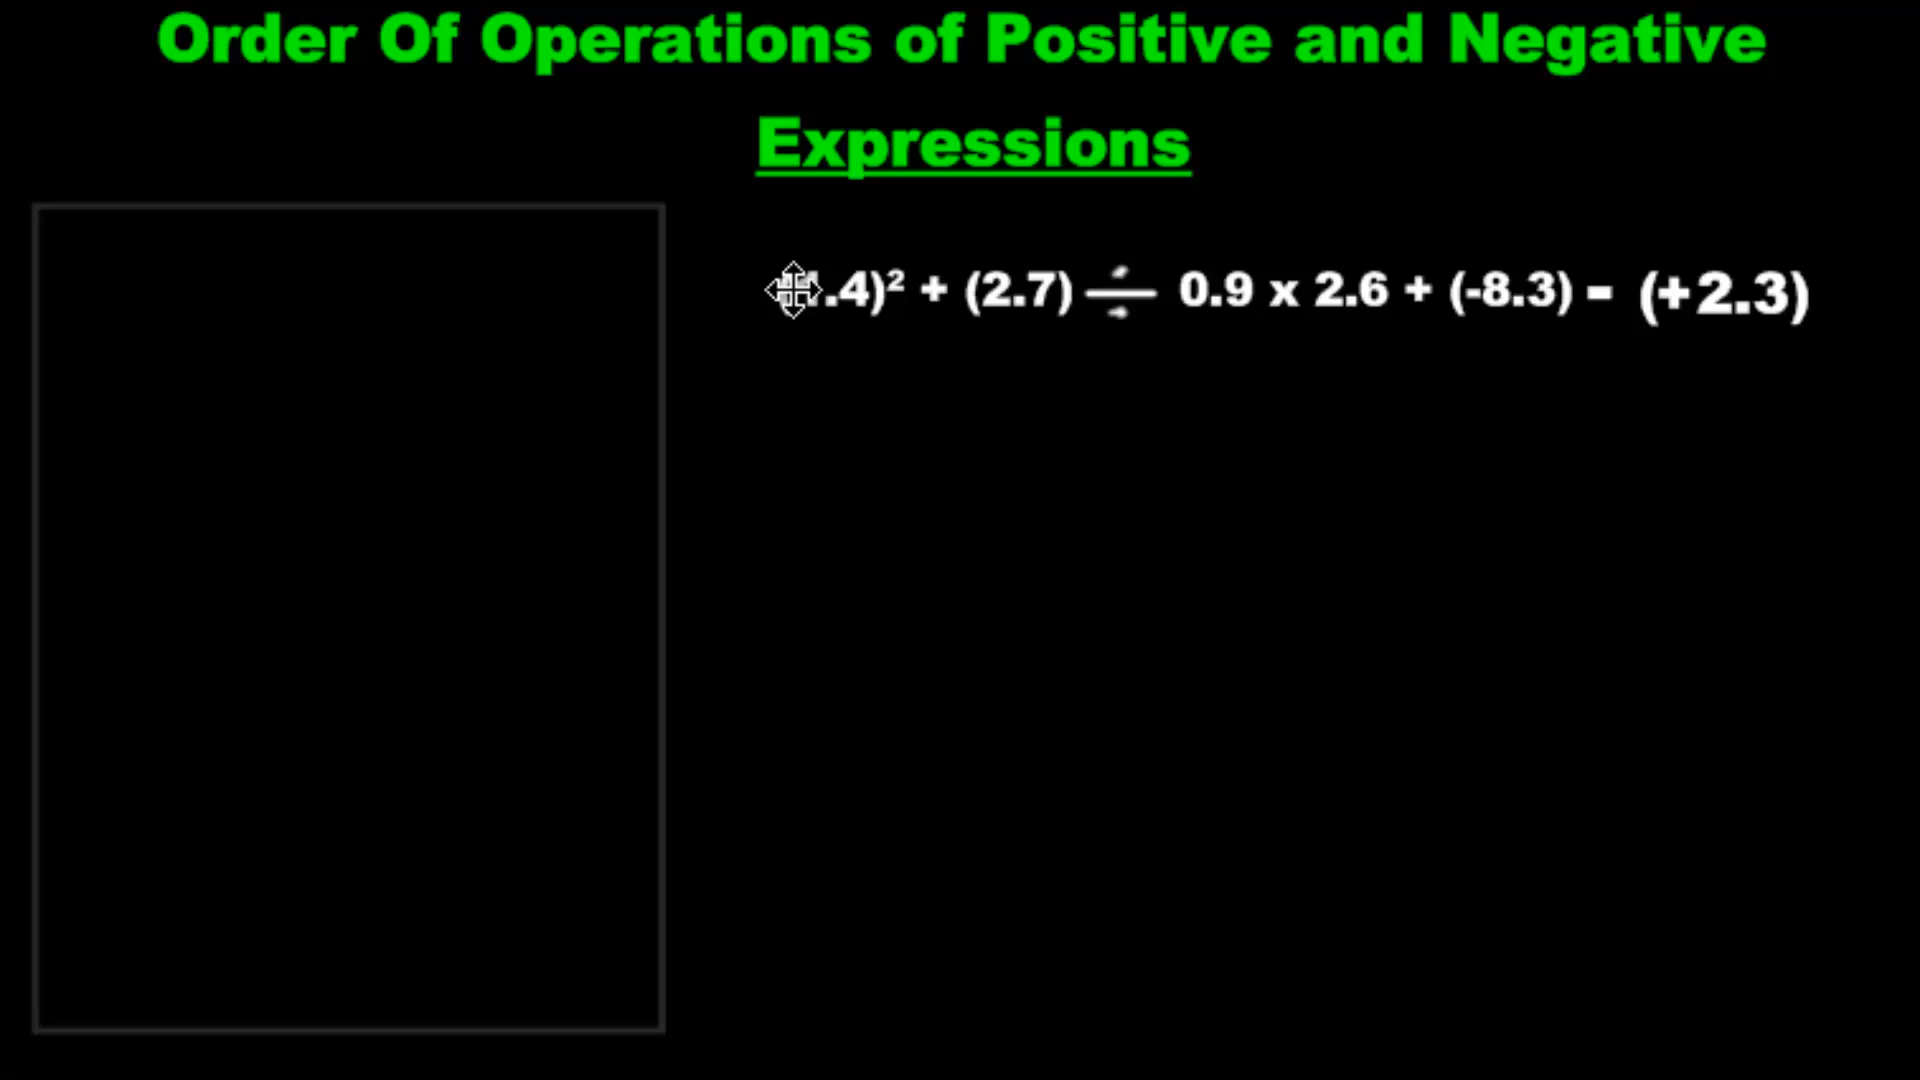 Order Of Operations of Positive and Negative
Expressions
.4)² + (2.7) ÷ 0.9 x 2.6 + (-8.3) - (+2.3)